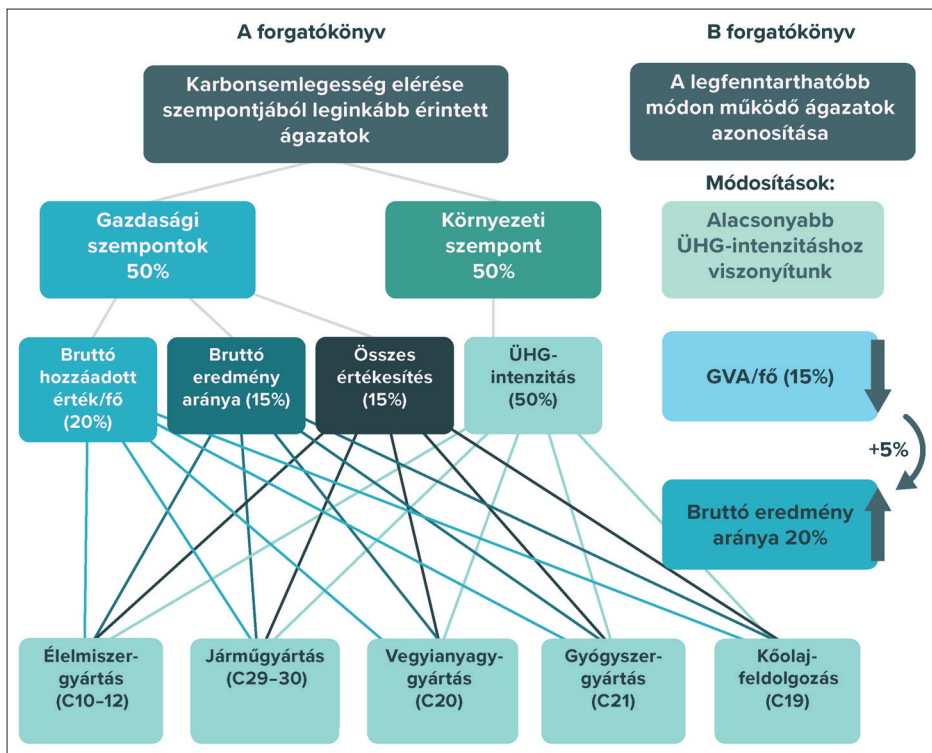 A forgatókönyv
Karbonsemlegesség elérése
szempontjából leginkább érintett
ágazatok
Gazdasági
szempontok
50%
Környezeti
szempont
50%
Bruttó
hozzáadott
érték/fő
(20%)
Bruttó
eredmény
aránya (15%)
Összes
értékesítés
(15%)
ÜHG-
intenzitás
(50%)
Élelmiszer-
gyártás
(C10–12)
Járműgyártás
(C29–30)
Vegyianyagy-
gyártás
(C20)
Gyógyszer-
gyártás
(C21)
Kőolaj-
feldolgozás
(C19)
B forgatókönyv
A legfenntarthatóbb
módon működő ágazatok
azonosítása
Módosítások:
Alacsonyabb
ÜHG-intenzitáshoz
viszonyítunk
GVA/fő (15%)
+5%
Bruttó eredmény
aránya 20%